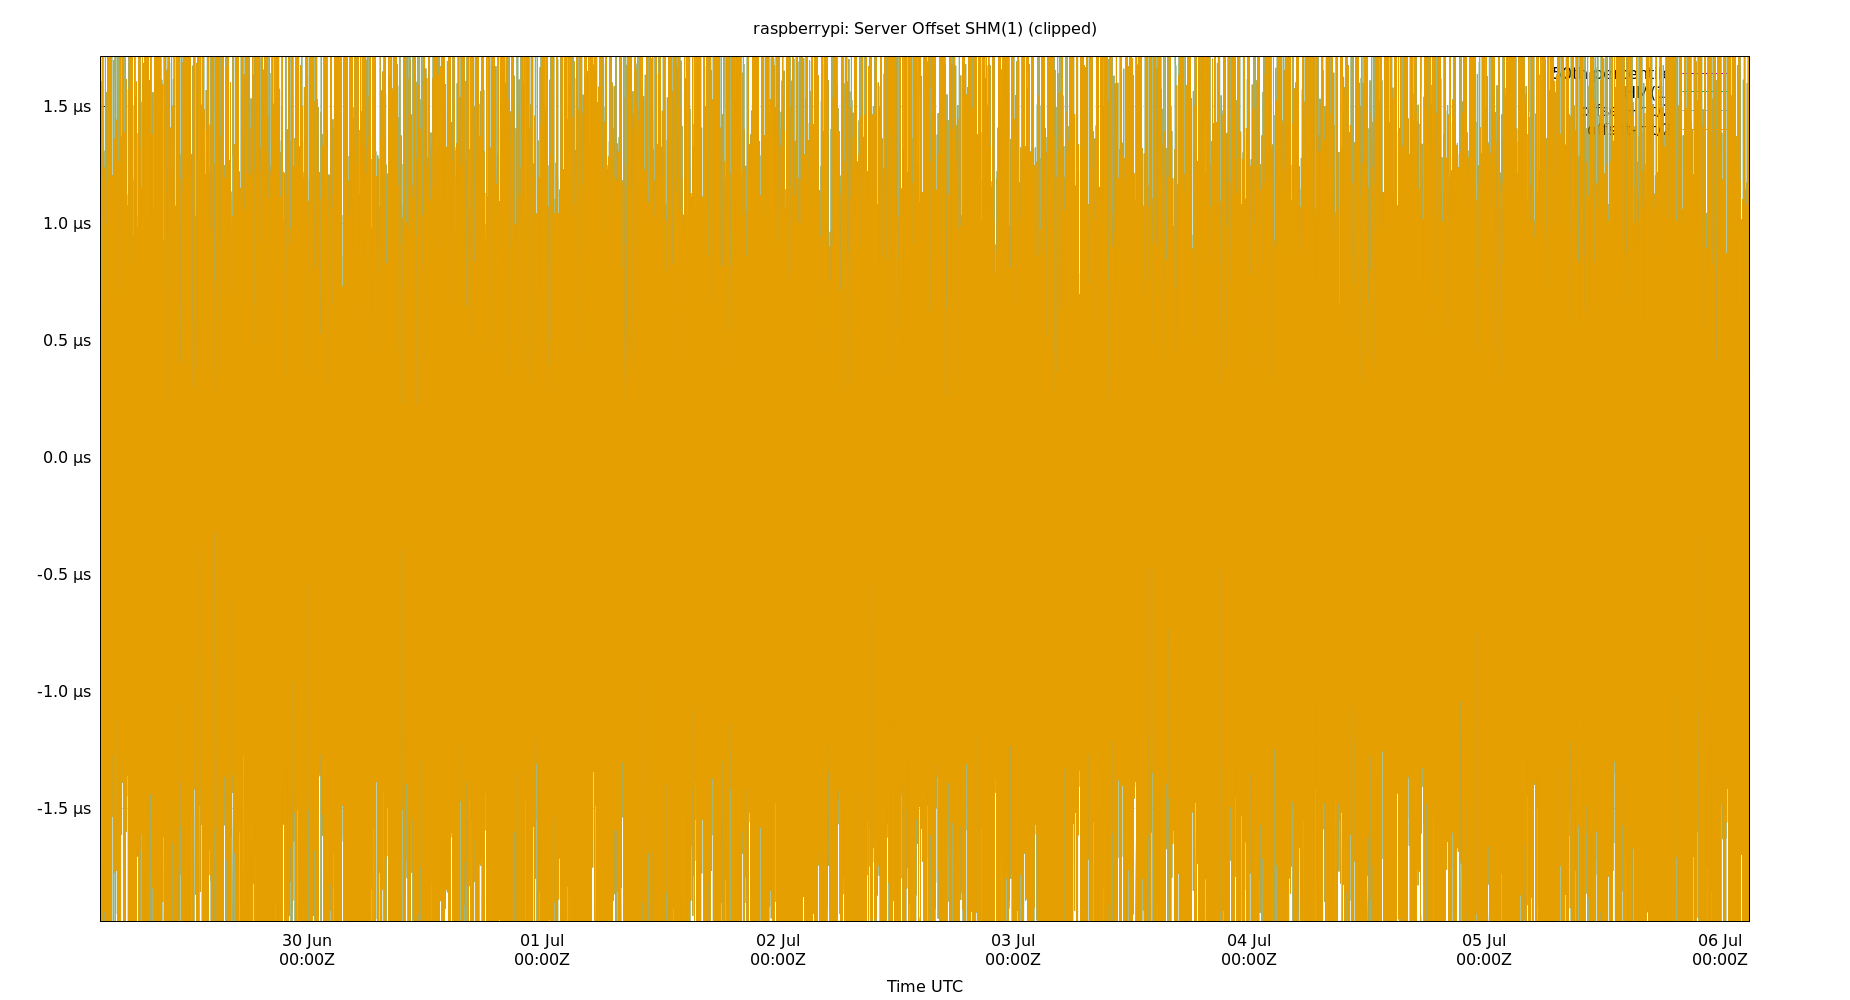 raspberrypi: Server Offset SHM(1) (clipped)
1.5 µs
1.0 µs
0.5 µs
0.0 µs
-0.5 µs
-1.0 µs
-1.5 µs
30 Jun 01 Jul 02 Jul 03 Jul 04 Jul 05 Jul 06 Jul
00:00Z 00:00Z 00:00Z 00:00Z 00:00Z 00:00Z 00:00Z
Time UTC